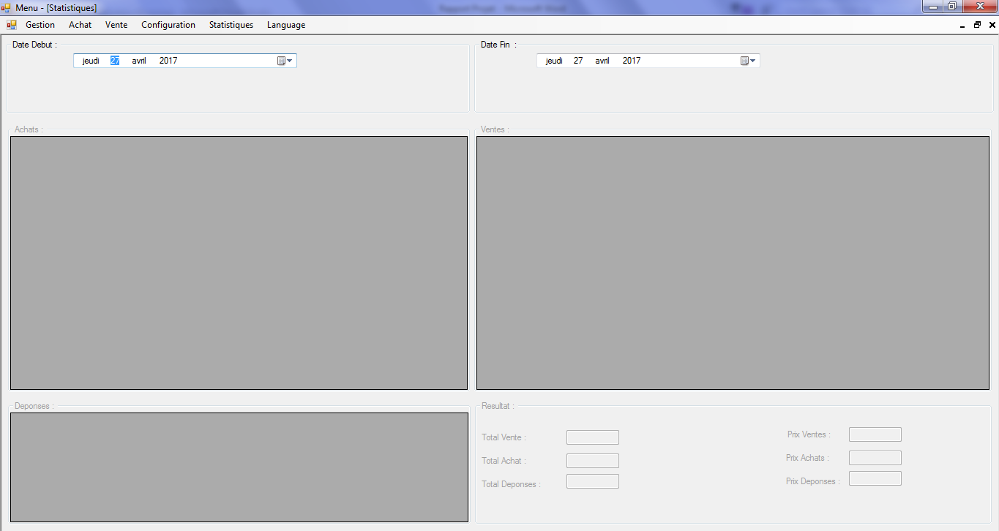 Menu - [Statistiques]
Gestion Achat Vente Configuration Statistiques Language
Date Debut : Date Fin :
jeudi 27 avril 2017 jeudi 27 avril 2017
Achats : Ventes :
Deponses : Resultat :
Total Vente : Prix Ventes :
Total Achat : Prix Achats :
Total Deponses : Prix Deponses :